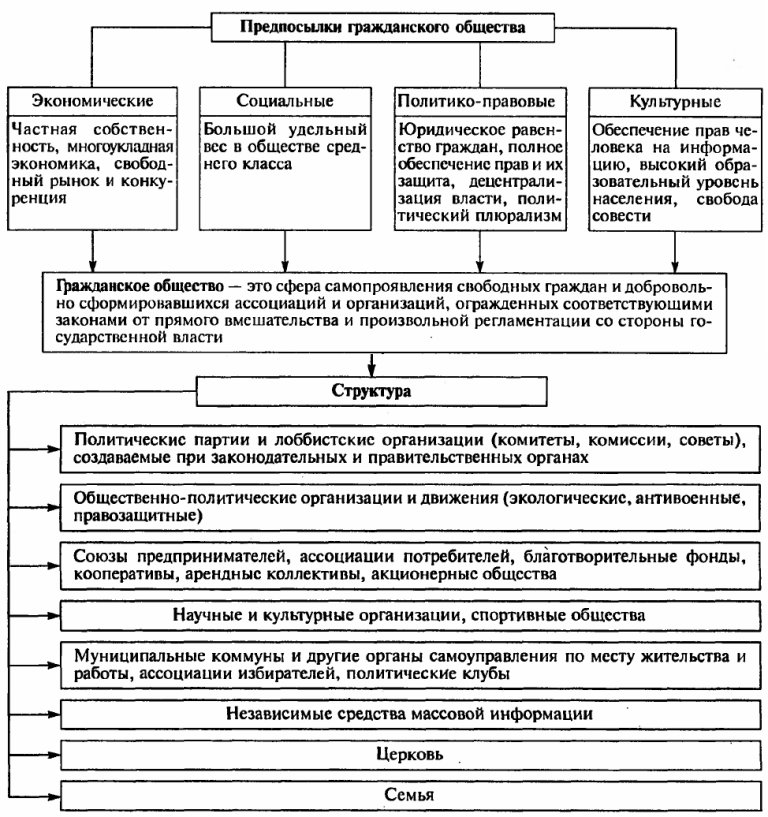 Предпосылки гражданского общества
Экономические
Частная собствен-
ность, многоукладная
экономика, свобод-
ный рынок и конку-
ренция
Социальные
Большой удельный
вес в обществе сред-
него класса
Политико-правовые
Юридическое равен-
ство граждан, полное
обеспечение прав и их
защита, децентрали-
зация власти, поли-
тический плюрализм
Культурные
Обеспечение прав че-
ловека на информа-
цию, высокий обра-
зовательный уровень
населения, свобода
совести
Гражданское общество — это сфера самопроявления свободных граждан и доброволь-
но сформировавшихся ассоциаций и организаций, огражденных соответствующими
законами от прямого вмешательства и произвольной регламентации со стороны го-
сударственной власти
Структура
Политические партии и лоббистские организации (комитеты, комиссии, советы),
создаваемые при законодательных и правительственных органах
Общественно-политические организации и движения (экологические, антивоенные,
правозащитные)
Союзы предпринимателей, ассоциации потребителей, благотворительные фонды,
кооперативы, арендные коллективы, акционерные общества
Научные и культурные организации, спортивные общества
Муниципальные коммуны и другие органы самоуправления по месту жительства и
работы, ассоциации избирателей, политические клубы
Независимые средства массовой информации
Церковь
Семья